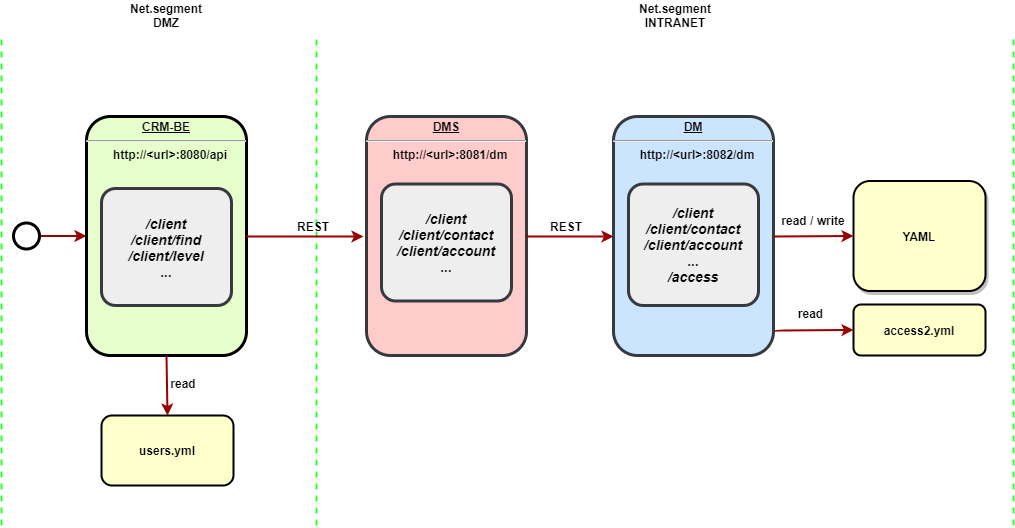 Net.segment
DMZ
Net.segment
INTRANET
CRM-BE
http://<url>:8080/api
/client
/client/find
/client/level
...
read
users.yml
REST
DMS
http://<url>:8081/dm
/client
/client/contact
/client/account
...
REST
DM
http://<url>:8082/dm
/client
/client/contact
/client/account
...
/access
read / write
YAML
read
access2.yml